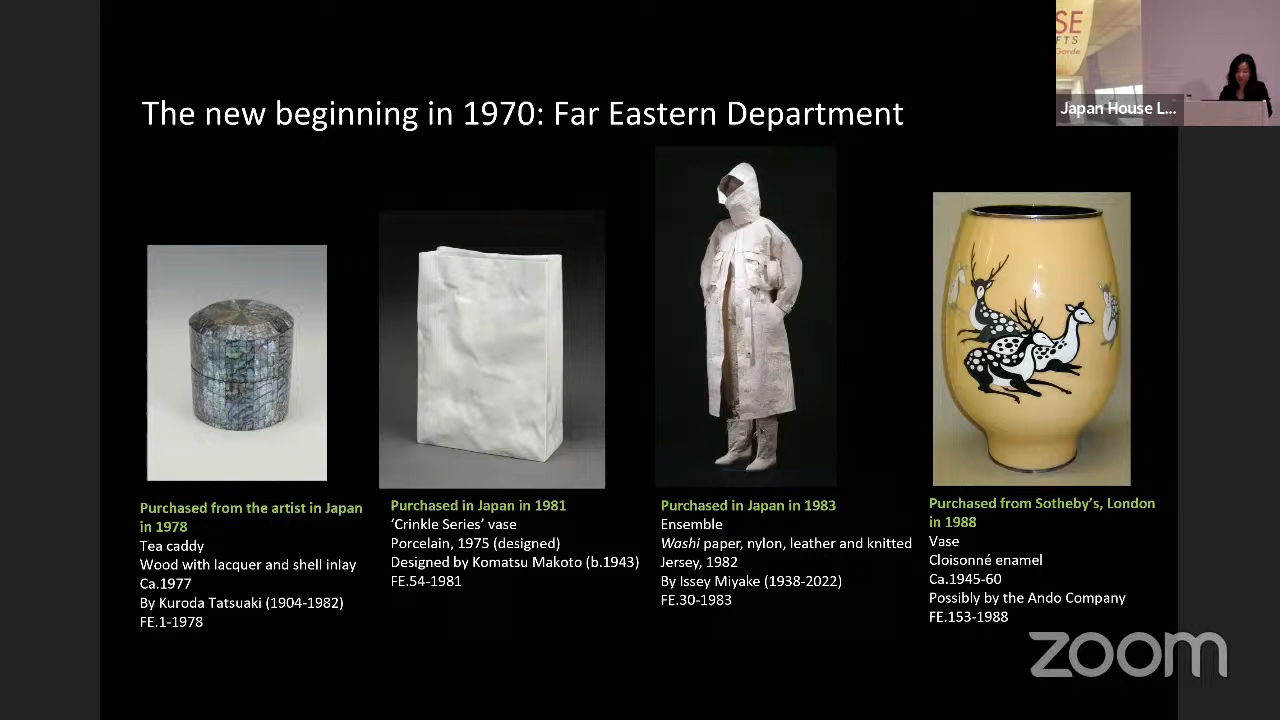 The new beginning in 1970: Far Eastern Department
SE
FTS
Garde
Japan House L...
Purchased from the artist in Japan
in 1978
Tea caddy
Wood with lacquer and shell inlay
Ca.1977
By Kuroda Tatsuaki (1904-1982)
FE.1-1978
Purchased in Japan in 1981
‘Crinkle Series’ vase
Porcelain, 1975 (designed)
Designed by Komatsu Makoto (b.1943)
FE.54-1981
Purchased in Japan in 1983
Ensemble
Washi paper, nylon, leather and knitted
Jersey, 1982
By Issey Miyake (1938-2022)
FE.30-1983
Purchased from Sotheby’s, London
in 1988
Vase
Cloisonné enamel
Ca.1945-60
Possibly by the Ando Company
FE.153-1988
zoom